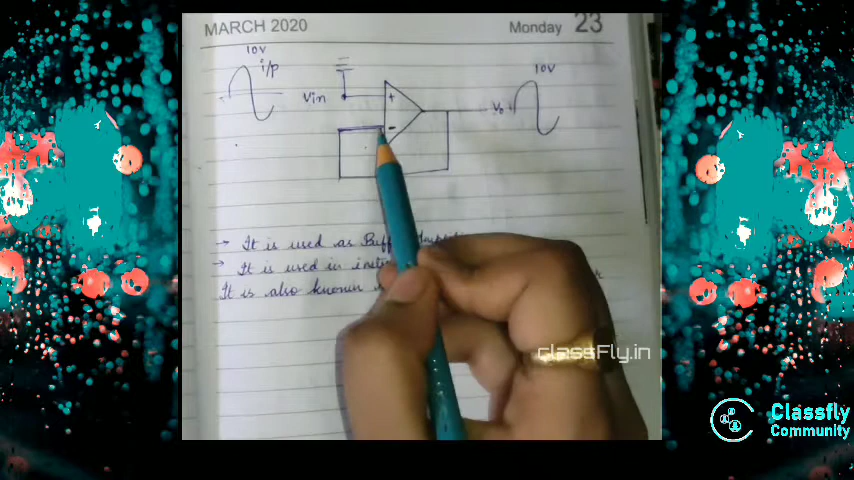 MARCH 2020
Monday 23
10V
i/p
Vin
+
-
Vo
10V
→ It is used as
→ It is used in
It is also known
classFly.in
Classfly
Community